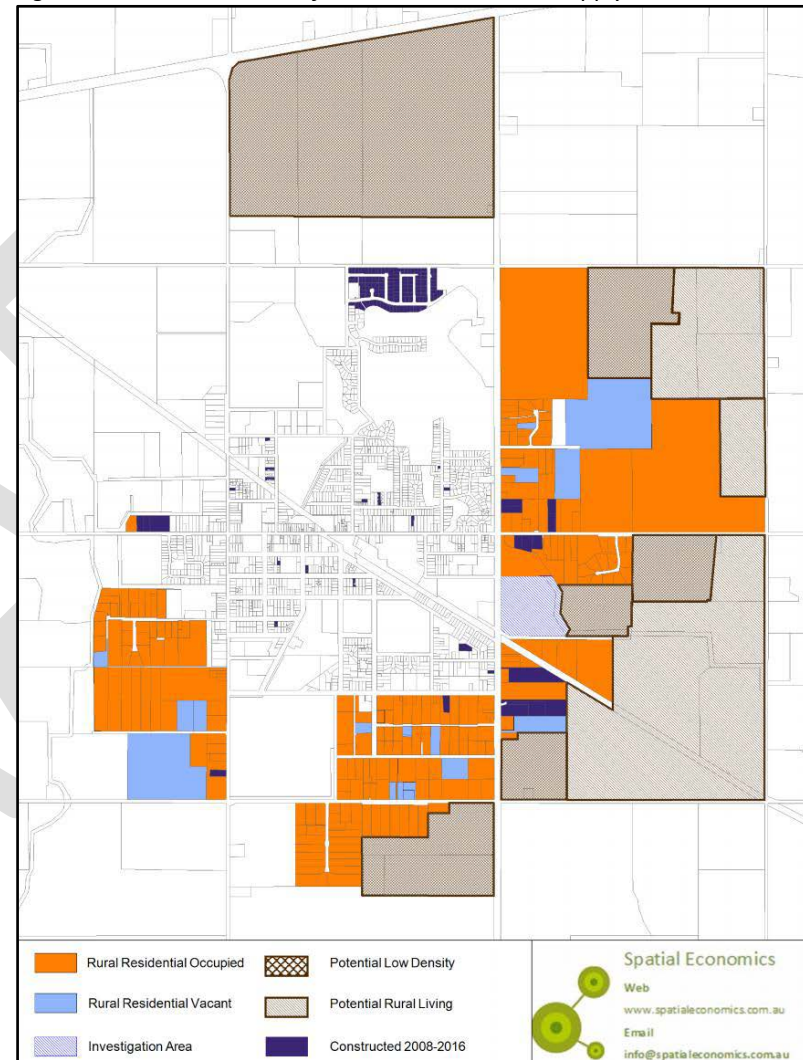 Rural Residential Occupied
Potential Low Density
Rural Residential Vacant
Potential Rural Living
Investigation Area
Constructed 2008-2016
Spatial Economics
Web
www.spatialeconomics.com.au
Email
info@spatialeconomics.com.au